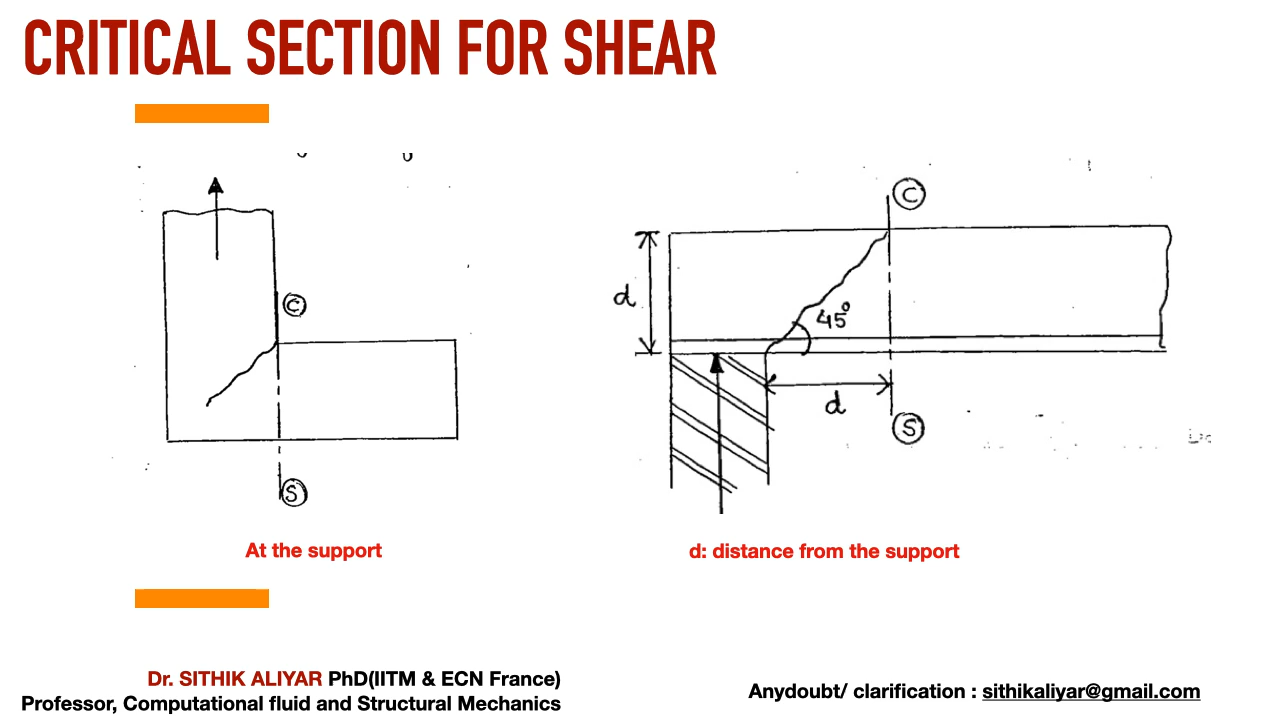 CRITICAL SECTION FOR SHEAR
C
S
At the support
C
d
45°
d
S
d: distance from the support
Dr. SITHIK ALIYAR PhD(IITM & ECN France)
Professor, Computational fluid and Structural Mechanics
Anydoubt/ clarification : sithikaliyar@gmail.com